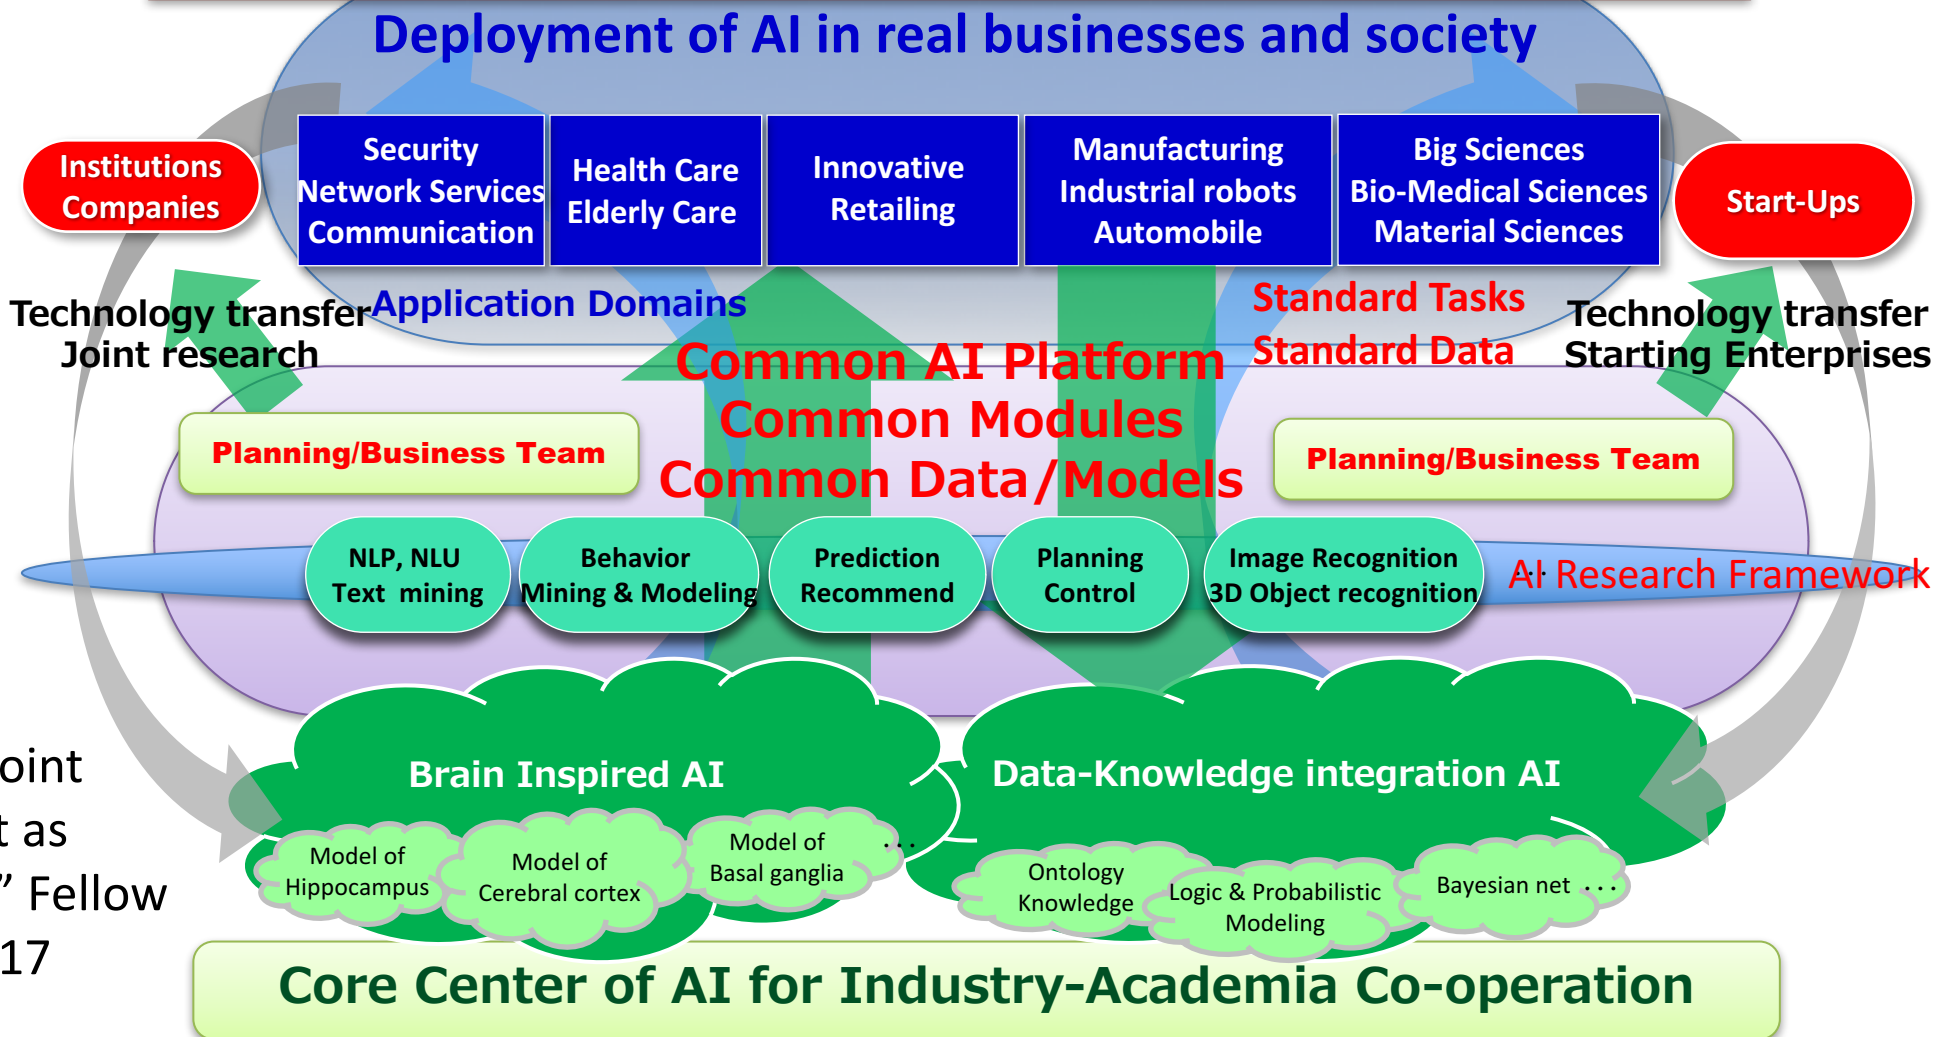 Deployment of AI in real businesses and society
Institutions
Companies
Security
Network Services
Communication
Health Care
Elderly Care
Innovative
Retailing
Manufacturing
Industrial robots
Automobile
Big Sciences
Bio-Medical Sciences
Material Sciences
Start-Ups
Technology transfer
Joint research
Application Domains
Standard Tasks
Standard Data
Technology transfer
Starting Enterprises
Common AI Platform
Common Modules
Common Data/Models
Planning/Business Team
Planning/Business Team
NLP, NLU
Text mining
Behavior
Mining & Modeling
Prediction
Recommend
Planning
Control
Image Recognition
3D Object recognition
...
AI Research Framework
Brain Inspired AI
Model of
Hippocampus
Model of
Cerebral cortex
Model of
Basal ganglia
...
Data-Knowledge integration AI
Ontology
Knowledge
Logic & Probabilistic
Modeling
Bayesian net ...
oint
t as
” Fellow
17
Core Center of AI for Industry-Academia Co-operation